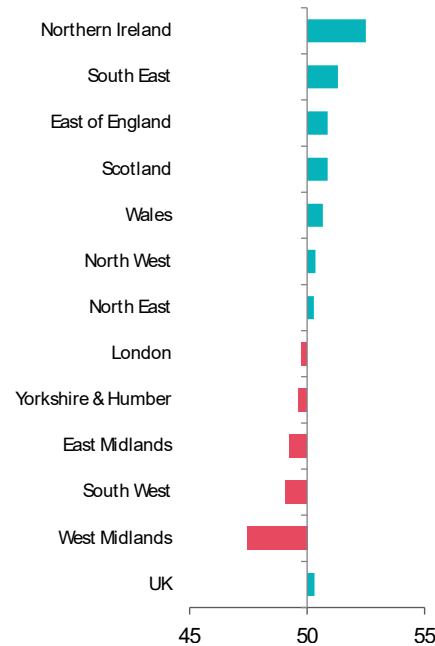 Northern Ireland
South East
East of England
Scotland
Wales
North West
North East
London
Yorkshire & Humber
East Midlands
South West
West Midlands
UK
45 50 55